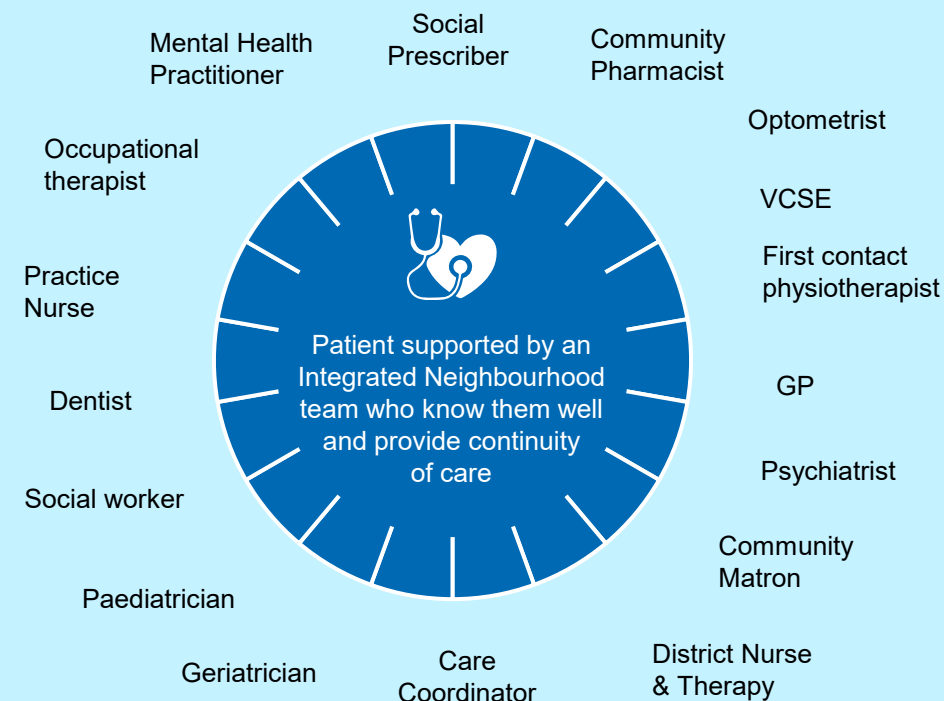 Social
Prescriber
Mental Health
Practitioner
Community
Pharmacist
Optometrist
Occupational
therapist
VCSE
First contact
physiotherapist
Practice
Nurse
Patient supported by an
Integrated Neighbourhood
team who know them well
and provide continuity
of care
GP
Dentist
Psychiatrist
Social worker
Community
Matron
Paediatrician
District Nurse
& Therapy
Care
Coordinator
Geriatrician